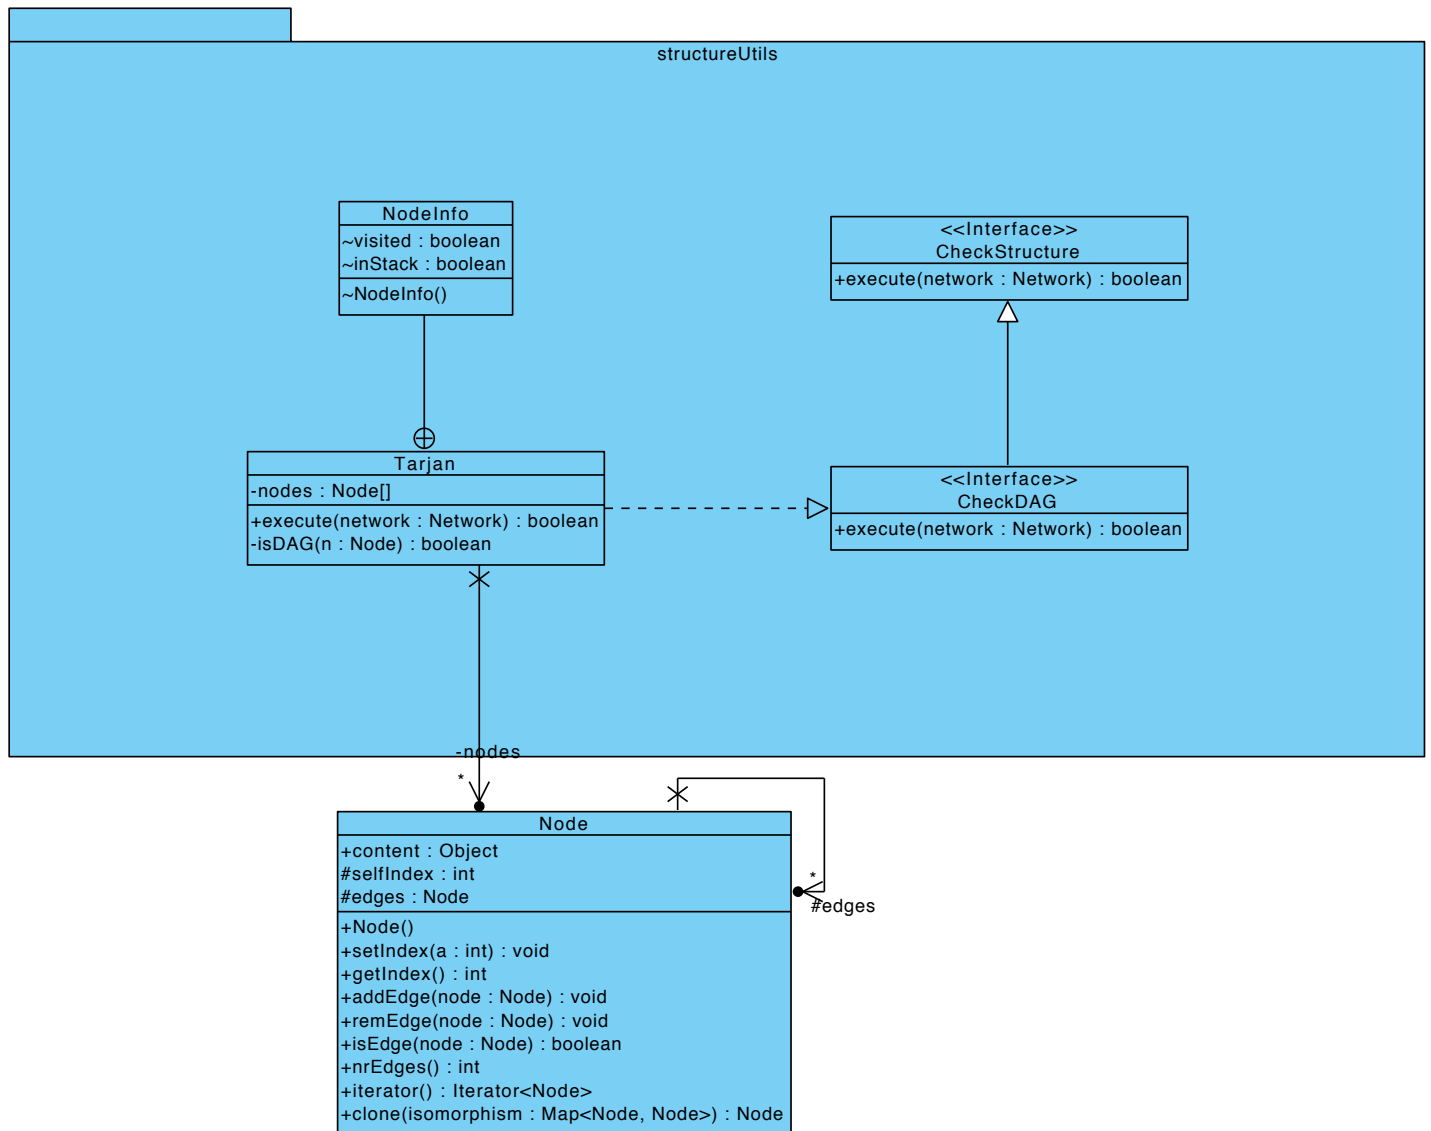 structureUtils
NodeInfo
~visited : boolean
~inStack : boolean
~NodeInfo()
<<Interface>>
CheckStructure
+execute(network : Network) : boolean
Tarjan
-nodes : Node[]
+execute(network : Network) : boolean
-isDAG(n : Node) : boolean
<<Interface>>
CheckDAG
+execute(network : Network) : boolean
-nodes
*
Node
+content : Object
#selfIndex : int
#edges : Node
*
#edges
+Node()
+setIndex(a : int) : void
+getIndex() : int
+addEdge(node : Node) : void
+remEdge(node : Node) : void
+isEdge(node : Node) : boolean
+nrEdges() : int
+iterator() : Iterator<Node>
+clone(isomorphism : Map<Node, Node>) : Node